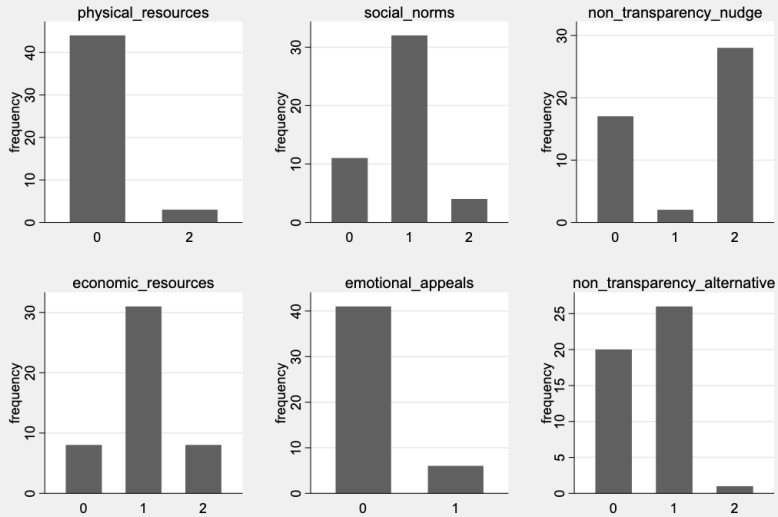 physical_resources
frequency
0 10 20 30 40
0 2
social_norms
frequency
0 10 20 30
0 1 2
non_transparency_nudge
frequency
0 10 20 30
0 1 2
economic_resources
frequency
0 10 20 30
0 1 2
emotional_appeals
frequency
0 10 20 30 40
0 1
non_transparency_alternative
frequency
0 5 10 15 20 25
0 1 2